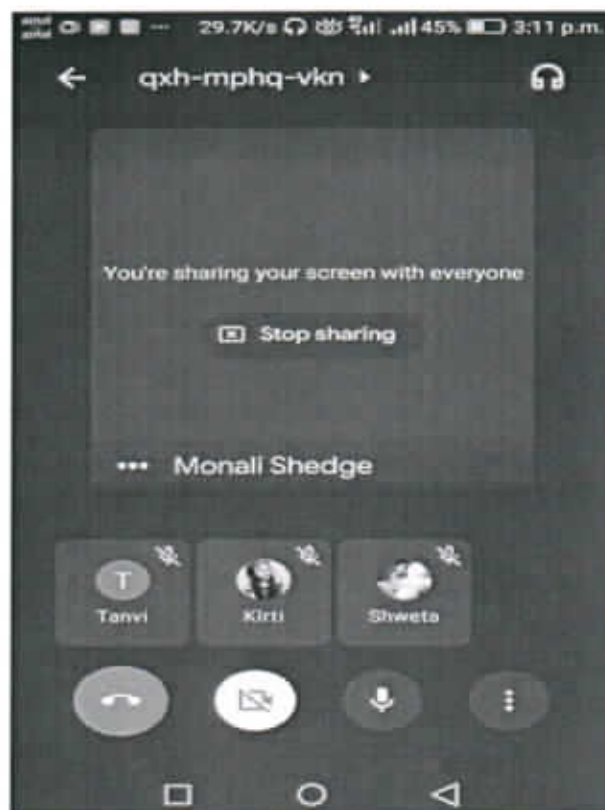 29.7K/s 45% 3:11 p.m.
qxh-mphq-vkn
You're sharing your screen with everyone
Stop sharing
Monali Shedge
T
Tanvi Kirti Shweta